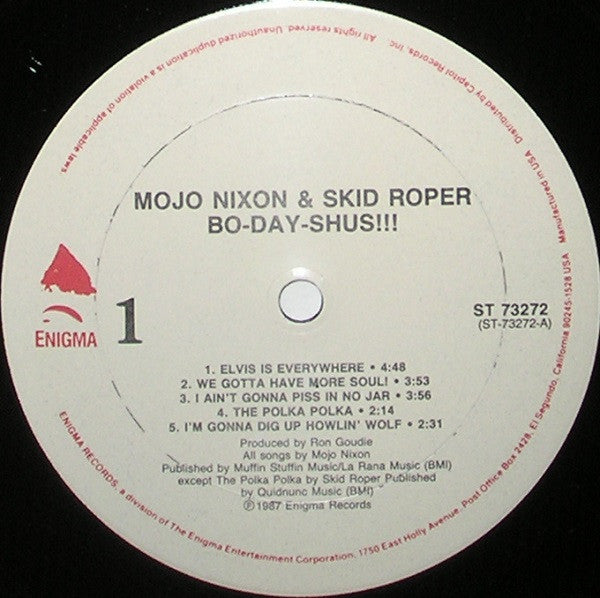 MOJO NIXON & SKID ROPER
BO-DAY-SHUS!!!
ENIGMA
1
ST 73272
(ST-73272-A)
1. ELVIS IS EVERYWHERE • 4:48
2. WE GOTTA HAVE MORE SOUL! • 3:53
3. I AIN'T GONNA PISS IN NO JAR • 3:56
4. THE POLKA POLKA • 2:14
5. I'M GONNA DIG UP HOWLIN' WOLF • 2:31
Produced by Ron Goudie
All songs by Mojo Nixon
Published by Muffin Stuffin Music/La Rana Music (BMI)
except The Polka Polka by Skid Roper Published
by Quidnunc Music (BMI)
℗1987 Enigma Records
ENIGMA RECORDS, a division of The Enigma Entertainment Corporation, 1750 East Holly Avenue, Post Office Box 2428, El Segundo, California 90245-1528 USA Manufactured in USA Distributed by Capitol Records, Inc. All rights reserved. Unauthorized duplication is a violation of applicable laws.